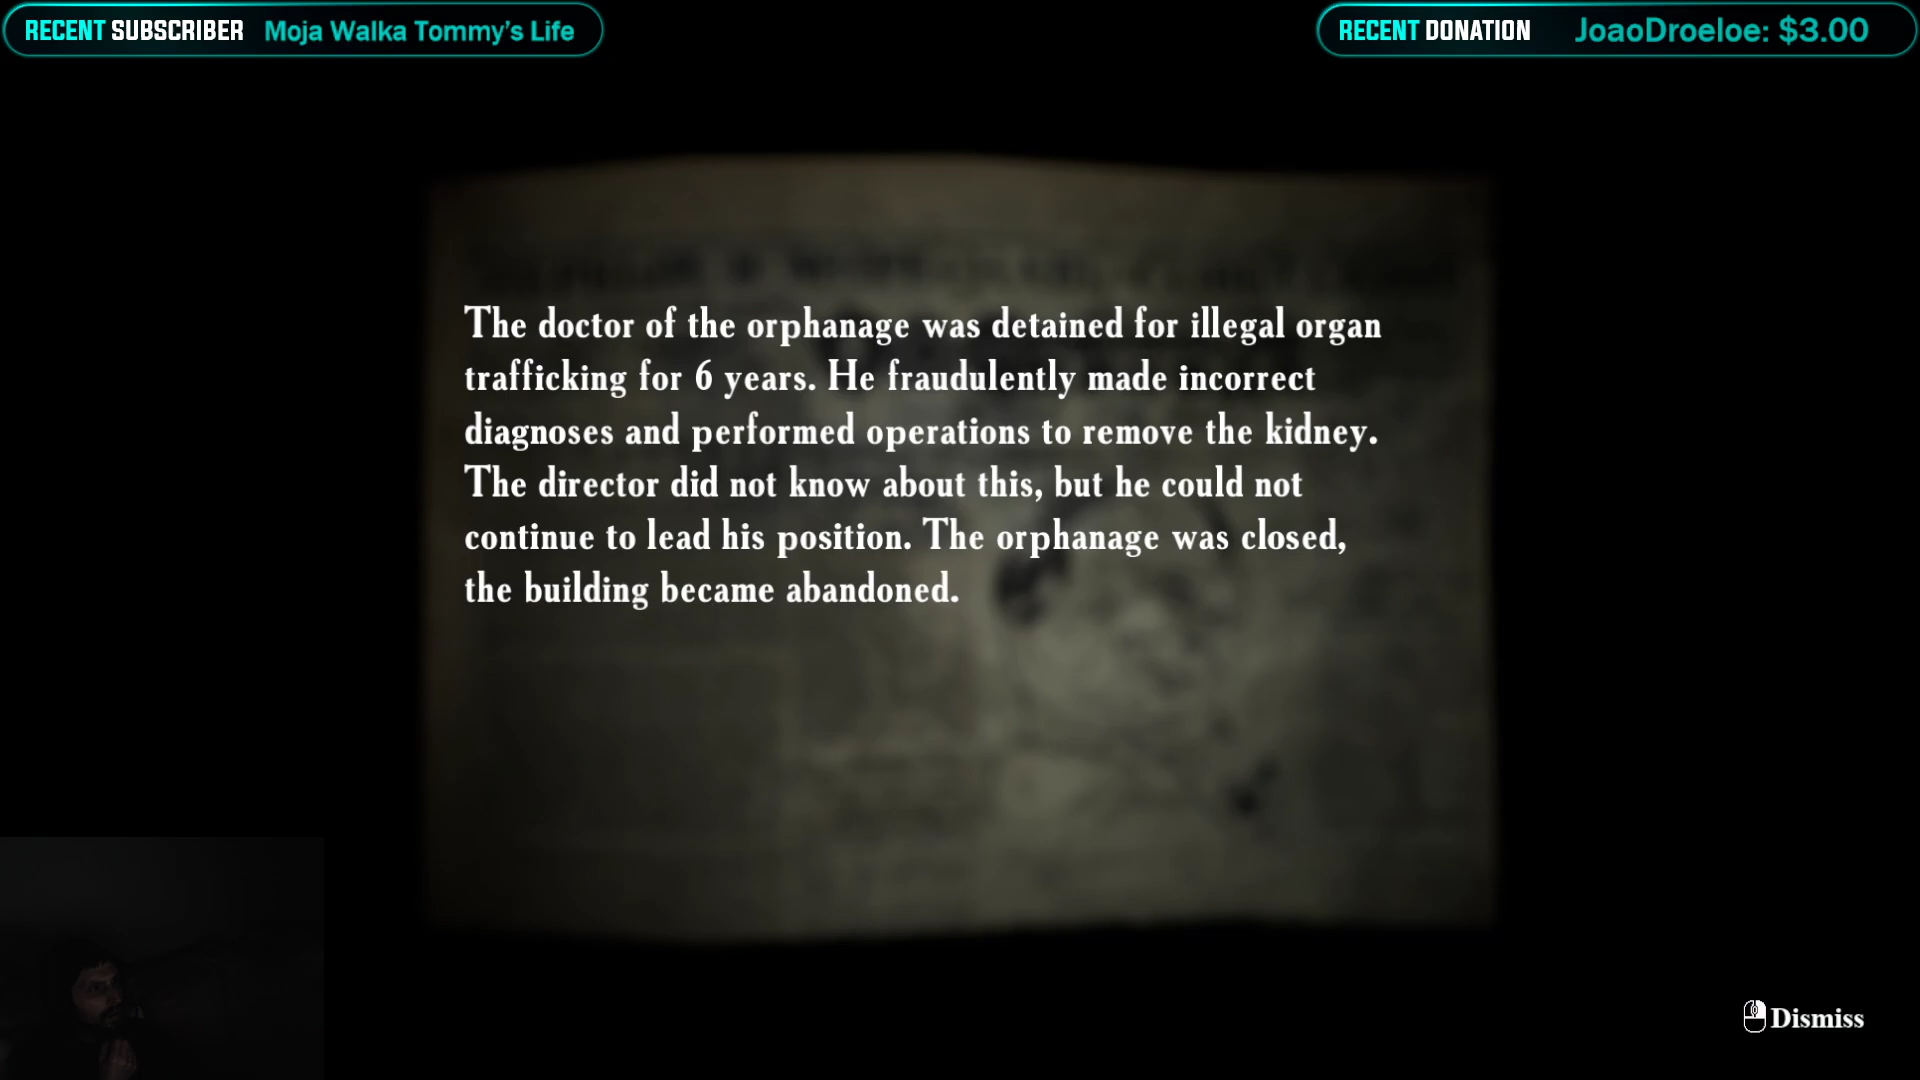 RECENT SUBSCRIBER Moja Walka Tommy's Life
RECENT DONATION JoaoDroeloe: $3.00
The doctor of the orphanage was detained for illegal organ
trafficking for 6 years. He fraudulently made incorrect
diagnoses and performed operations to remove the kidney.
The director did not know about this, but he could not
continue to lead his position. The orphanage was closed,
the building became abandoned.
Dismiss